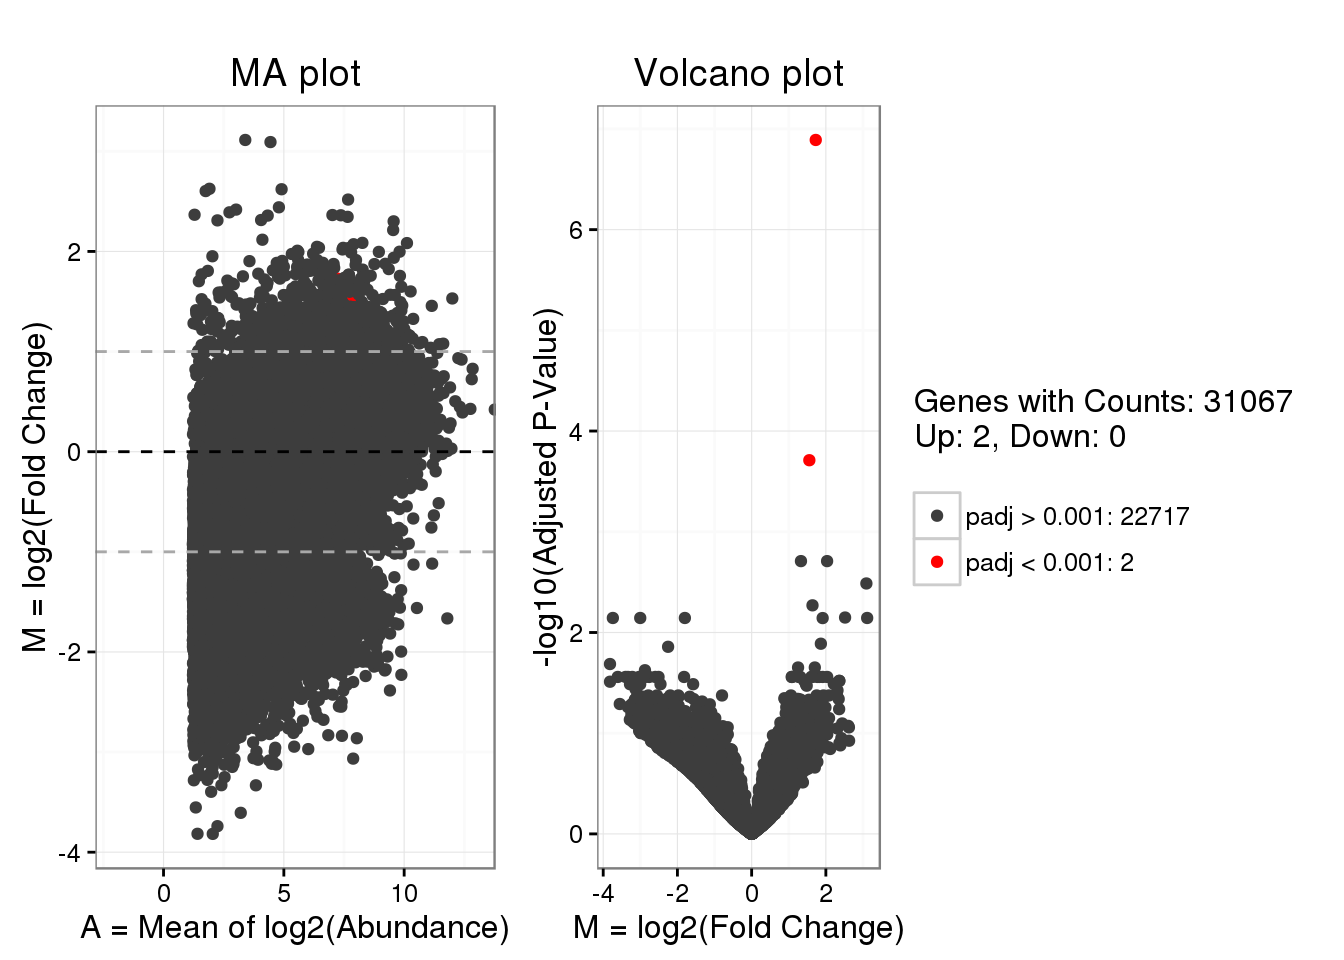 MA plot
M = log2(Fold Change)
2
0
-2
-4
0 5 10
A = Mean of log2(Abundance)
Volcano plot
-log10(Adjusted P-Value)
6
4
2
0
-4 -2 0 2
M = log2(Fold Change)
Genes with Counts: 31067
Up: 2, Down: 0
padj > 0.001: 22717
padj < 0.001: 2